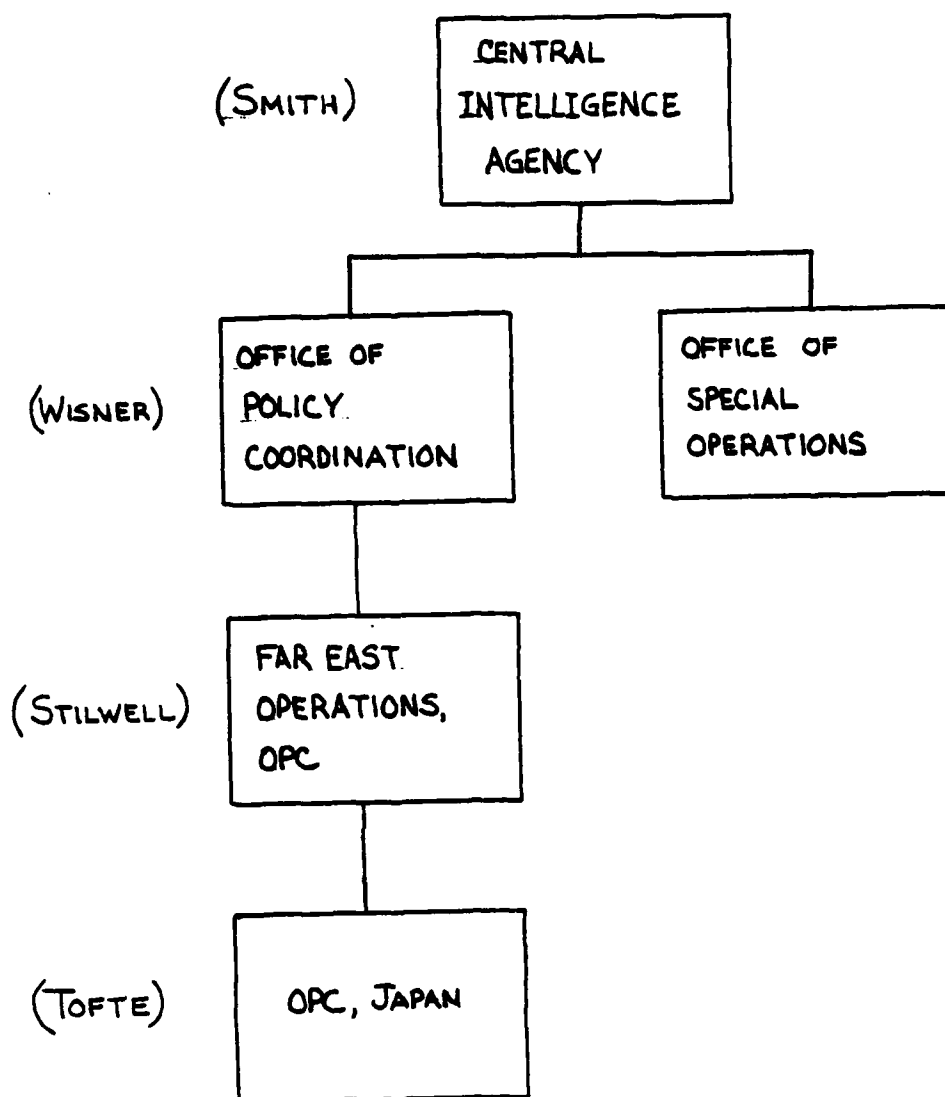 (SMITH)
CENTRAL
INTELLIGENCE
AGENCY
(WISNER)
OFFICE OF
POLICY
COORDINATION
OFFICE OF
SPECIAL
OPERATIONS
(STILWELL)
FAR EAST
OPERATIONS,
OPC
(TOFTE)
OPC, JAPAN